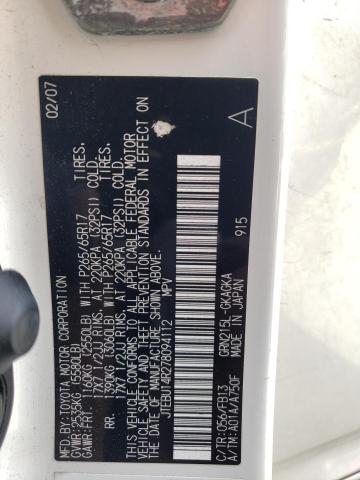 MFD. BY: TOYOTA MOTOR CORPORATION 02/07
GVWR: 2535KG (5580LB)
GAWR: FRT. 1160KG (2550LB) WITH P265/65R17 TIRES.
17X7 1/2JJ RIMS. AT 220KPA (32PSI) COLD.
RR. 1390KG (3060LB) WITH P265/65R17 TIRES.
17X7 1/2JJ RIMS. AT 220KPA (32PSI) COLD.
THIS VEHICLE CONFORMS TO ALL APPLICABLE FEDERAL MOTOR
VEHICLE SAFETY AND THEFT PREVENTION STANDARDS IN EFFECT ON
THE DATE OF MANUFACTURE SHOWN ABOVE.
JTEBU14R278094112 MPV
A
C/TR: 056/FB13 GRN215L-GKAGKA 915
A/TM: A01A/A750F MADE IN JAPAN